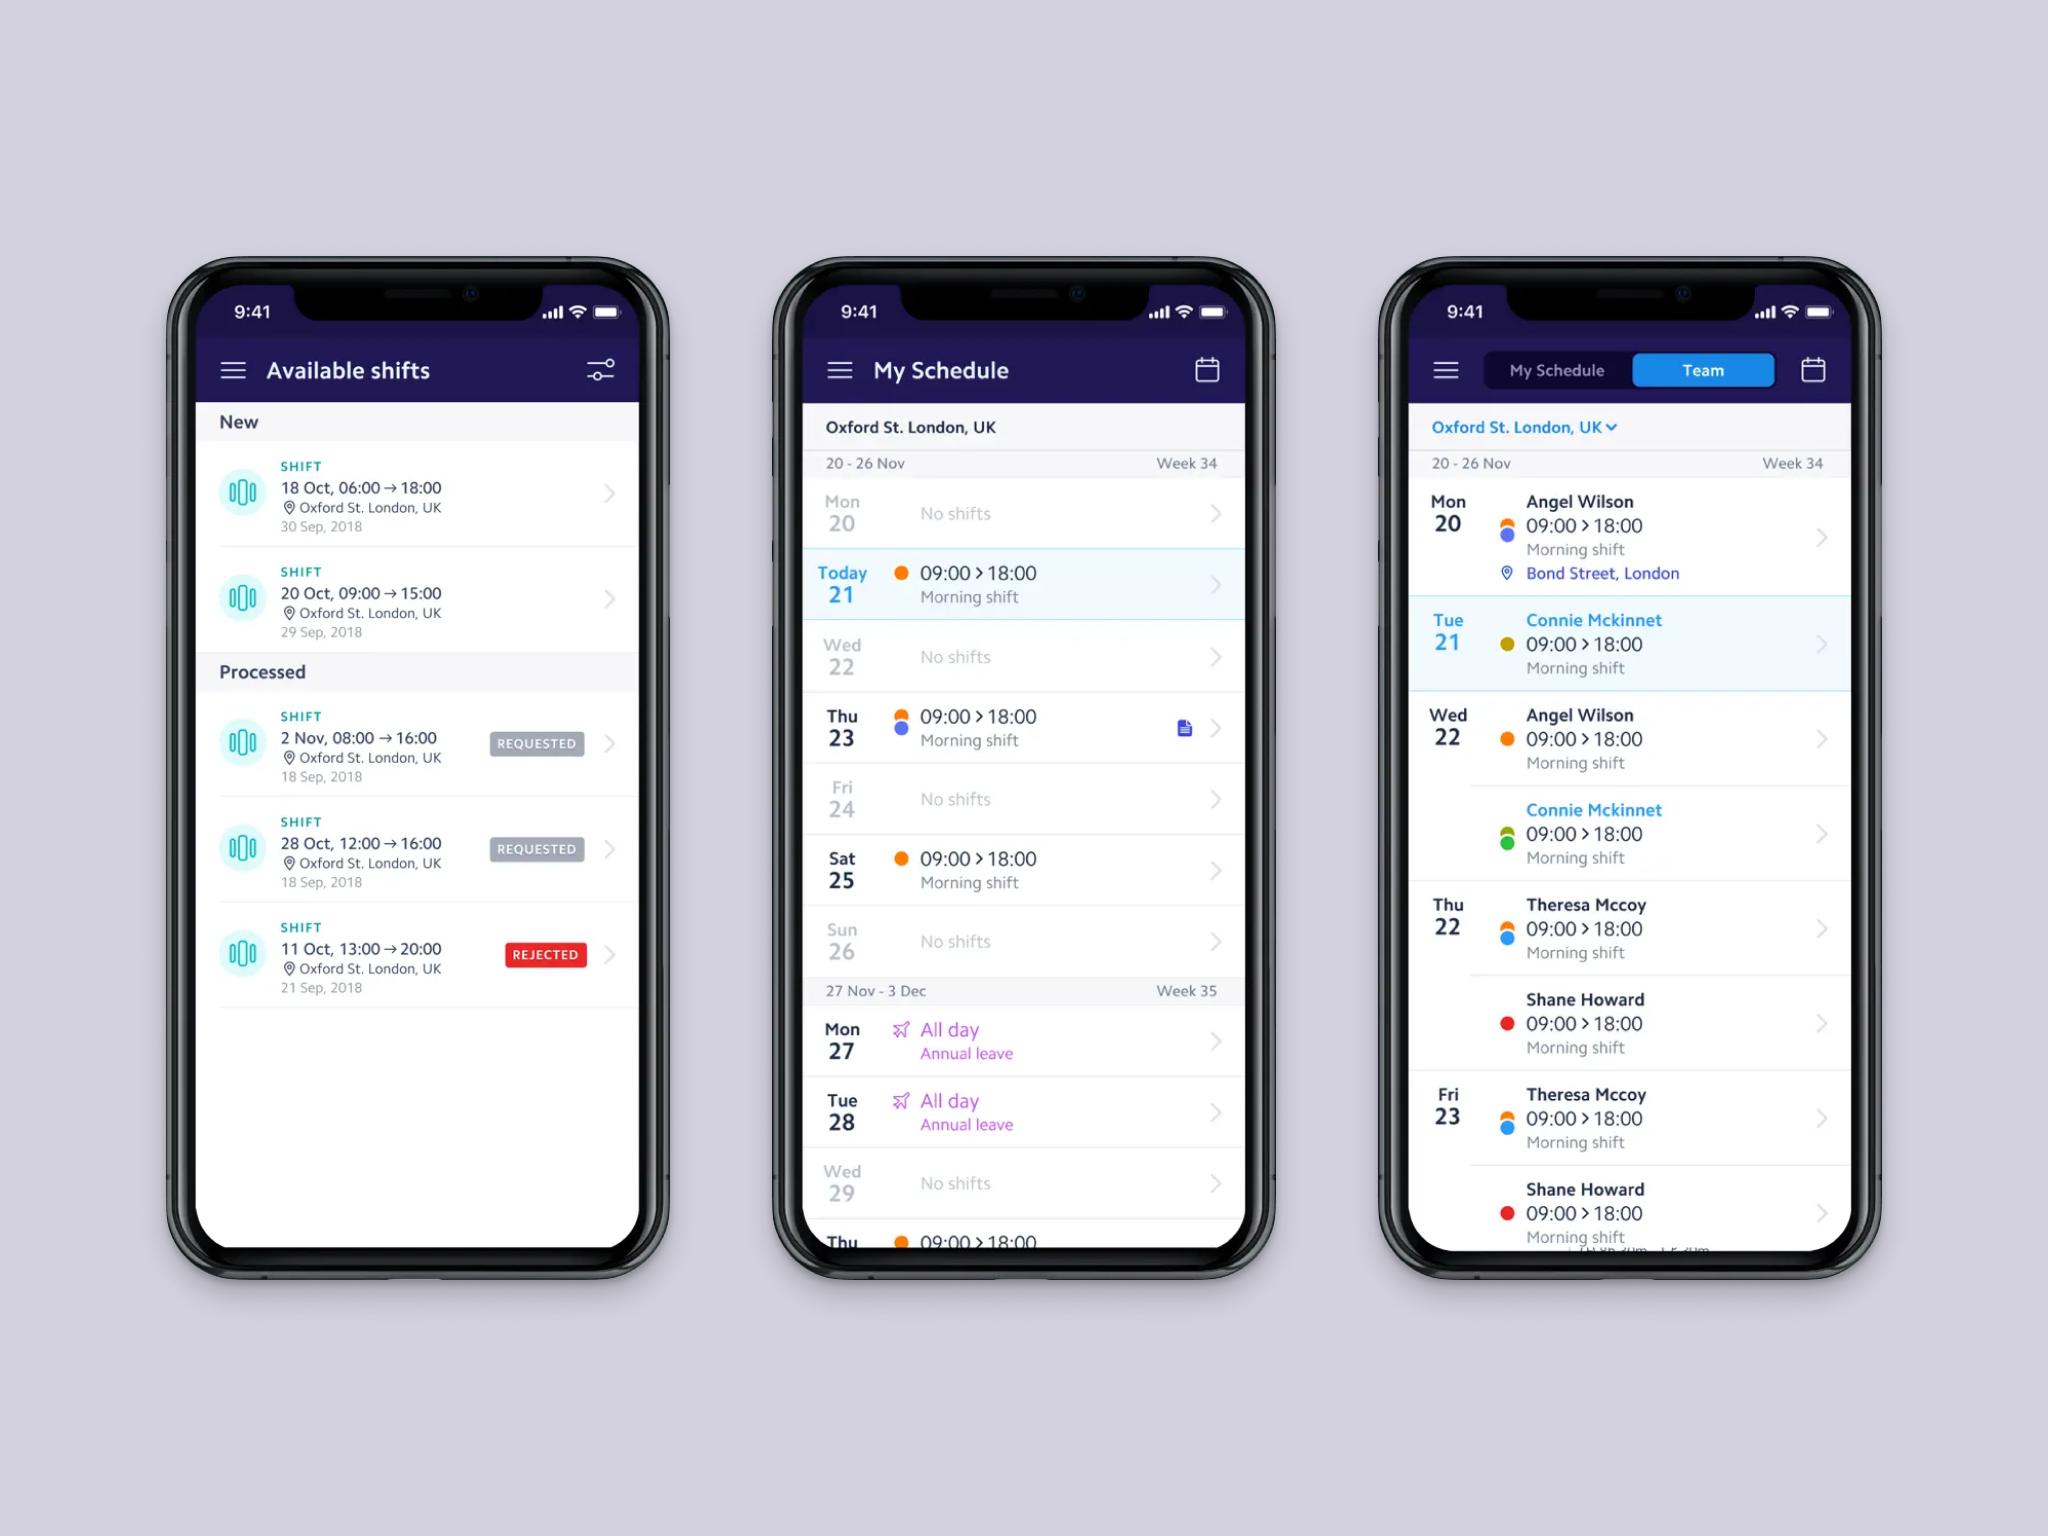 9:41
Available shifts
New
SHIFT
18 Oct, 06:00 → 18:00
Oxford St. London, UK
30 Sep, 2018
SHIFT
20 Oct, 09:00 → 15:00
Oxford St. London, UK
29 Sep, 2018
Processed
SHIFT
2 Nov, 08:00 → 16:00
REQUESTED
Oxford St. London, UK
18 Sep, 2018
SHIFT
28 Oct, 12:00 → 16:00
REQUESTED
Oxford St. London, UK
18 Sep, 2018
SHIFT
11 Oct, 13:00 → 20:00
REJECTED
Oxford St. London, UK
21 Sep, 2018
9:41
My Schedule
Oxford St. London, UK
20 - 26 Nov Week 34
Mon
20
No shifts
Today
21
09:00 > 18:00
Morning shift
Wed
22
No shifts
Thu
23
09:00 > 18:00
Morning shift
Fri
24
No shifts
Sat
25
09:00 > 18:00
Morning shift
Sun
26
No shifts
27 Nov - 3 Dec Week 35
Mon
27
All day
Annual leave
Tue
28
All day
Annual leave
Wed
29
No shifts
Thu
09:00 > 18:00
9:41
My Schedule Team
Oxford St. London, UK
20 - 26 Nov Week 34
Mon
20
Angel Wilson
09:00 > 18:00
Morning shift
Bond Street, London
Tue
21
Connie Mckinnet
09:00 > 18:00
Morning shift
Wed
22
Angel Wilson
09:00 > 18:00
Morning shift
Connie Mckinnet
09:00 > 18:00
Morning shift
Thu
22
Theresa Mccoy
09:00 > 18:00
Morning shift
Shane Howard
09:00 > 18:00
Morning shift
Fri
23
Theresa Mccoy
09:00 > 18:00
Morning shift
Shane Howard
09:00 > 18:00
Morning shift